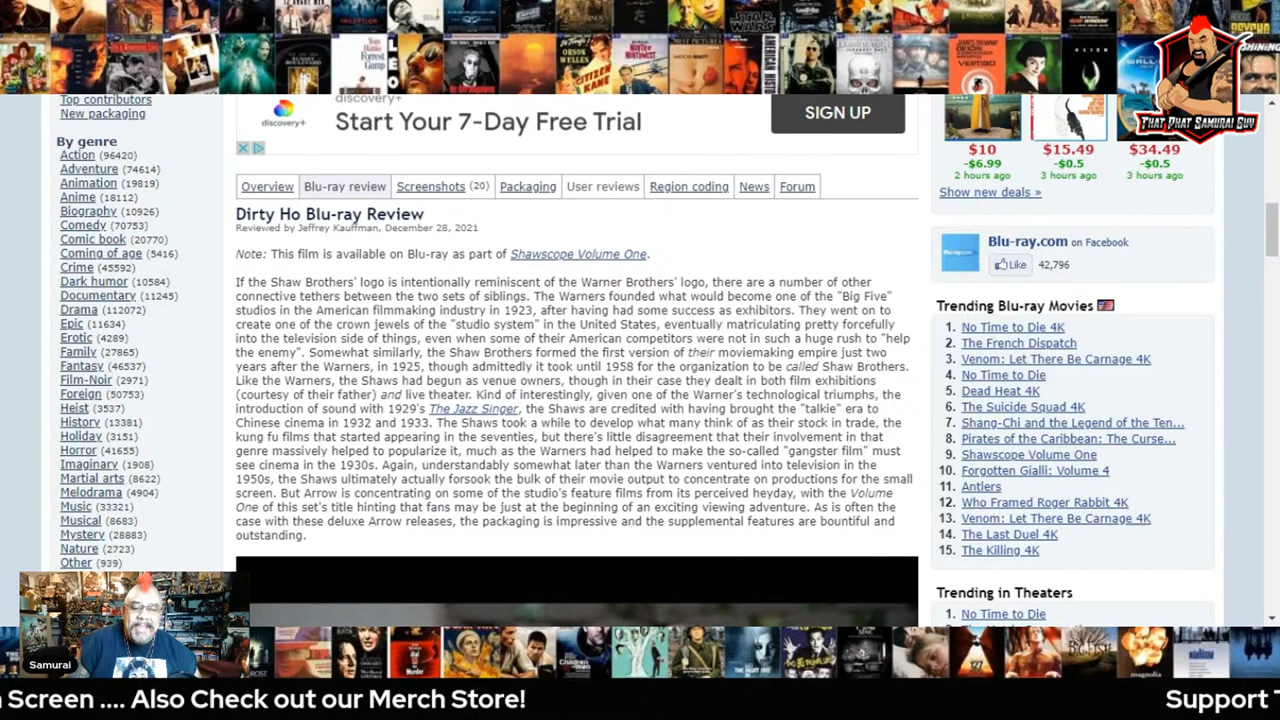 THAT PHAT SAMURAI GUY
Top contributors
New packaging
By genre
Action (96420)
Adventure (74614)
Animation (19819)
Anime (18112)
Biography (10926)
Comedy (70753)
Comic book (20770)
Coming of age (5416)
Crime (45592)
Dark humor (10584)
Documentary (11245)
Drama (112072)
Epic (11634)
Erotic (4289)
Family (27865)
Fantasy (46537)
Film-Noir (2971)
Foreign (50753)
Heist (3537)
History (13381)
Holiday (3151)
Horror (41655)
Imaginary (1908)
Martial arts (8622)
Melodrama (4904)
Music (33321)
Musical (8683)
Mystery (28883)
Nature (2723)
Other (939)
discovery+
discovery+
Start Your 7-Day Free Trial
SIGN UP
Overview Blu-ray review Screenshots (20) Packaging User reviews Region coding News Forum
Dirty Ho Blu-ray Review
Reviewed by Jeffrey Kauffman, December 28, 2021
Note: This film is available on Blu-ray as part of Shawscope Volume One.
If the Shaw Brothers' logo is intentionally reminiscent of the Warner Brothers' logo, there are a number of other
connective tethers between the two sets of siblings. The Warners founded what would become one of the "Big Five"
studios in the American filmmaking industry in 1923, after having had some success as exhibitors. They went on to
create one of the crown jewels of the "studio system" in the United States, eventually matriculating pretty forcefully
into the television side of things, even when some of their American competitors were not in such a huge rush to "help
the enemy". Somewhat similarly, the Shaw Brothers formed the first version of their moviemaking empire just two
years after the Warners, in 1925, though admittedly it took until 1958 for the organization to be called Shaw Brothers.
Like the Warners, the Shaws had begun as venue owners, though in their case they dealt in both film exhibitions
(courtesy of their father) and live theater. Kind of interestingly, given one of the Warner's technological triumphs, the
introduction of sound with 1929's The Jazz Singer, the Shaws are credited with having brought the "talkie" era to
Chinese cinema in 1932 and 1933. The Shaws took a while to develop what many think of as their stock in trade, the
kung fu films that started appearing in the seventies, but there's little disagreement that their involvement in that
genre massively helped to popularize it, much as the Warners had helped to make the so-called "gangster film" must
see cinema in the 1930s. Again, understandably somewhat later than the Warners ventured into television in the
1950s, the Shaws ultimately actually forsook the bulk of their movie output to concentrate on productions for the small
screen. But Arrow is concentrating on some of the studio's feature films from its perceived heyday, with the Volume
One of this set's title hinting that fans may be just at the beginning of an exciting viewing adventure. As is often the
case with these deluxe Arrow releases, the packaging is impressive and the supplemental features are bountiful and
outstanding.
$10 $15.49 $34.49
-$6.99 -$0.5 -$0.5
2 hours ago 3 hours ago 3 hours ago
Show new deals »
Blu-ray.com on Facebook
Like 42,796
Trending Blu-ray Movies
1. No Time to Die 4K
2. The French Dispatch
3. Venom: Let There Be Carnage 4K
4. No Time to Die
5. Dead Heat 4K
6. The Suicide Squad 4K
7. Shang-Chi and the Legend of the Ten...
8. Pirates of the Caribbean: The Curse...
9. Shawscope Volume One
10. Forgotten Gialli: Volume 4
11. Antlers
12. Who Framed Roger Rabbit 4K
13. Venom: Let There Be Carnage 4K
14. The Last Duel 4K
15. The Killing 4K
Trending in Theaters
1. No Time to Die
Samurai
Screen .... Also Check out our Merch Store!
Support